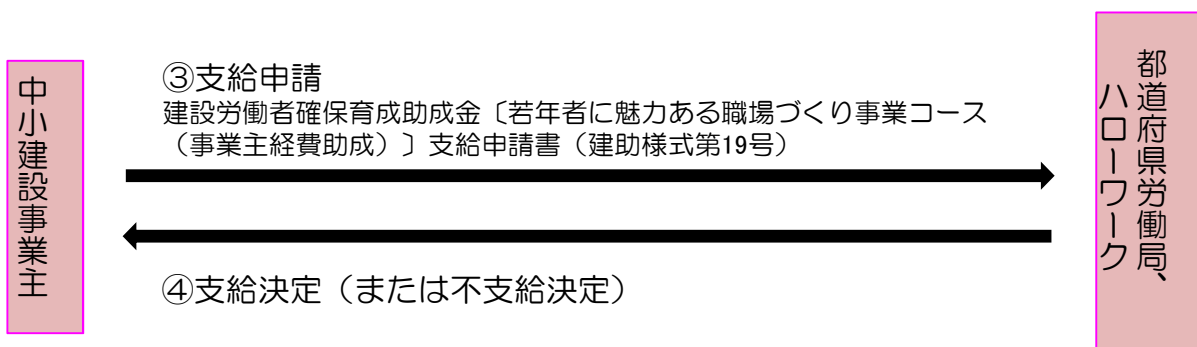 中小建設事業主
③支給申請
建設労働者確保育成助成金〔若年者に魅力ある職場づくり事業コース
（事業主経費助成）〕支給申請書（建助様式第19号）
④支給決定（または不支給決定）
都道府県労働局、
ハローワーク